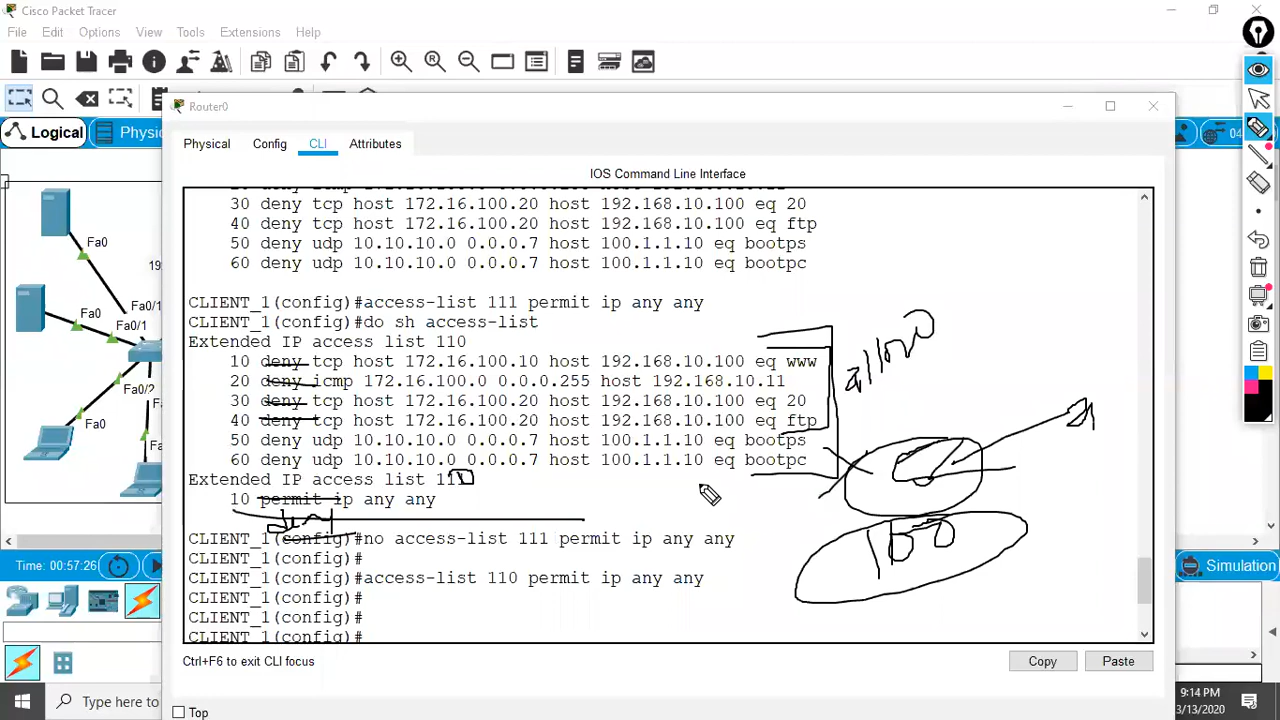 Cisco Packet Tracer
File Edit Options View Tools Extensions Help
Logical Physi
Router0
Physical Config CLI Attributes
IOS Command Line Interface
30 deny tcp host 172.16.100.20 host 192.168.10.100 eq 20
40 deny tcp host 172.16.100.20 host 192.168.10.100 eq ftp
50 deny udp 10.10.10.0 0.0.0.7 host 100.1.1.10 eq bootps
60 deny udp 10.10.10.0 0.0.0.7 host 100.1.1.10 eq bootpc
CLIENT_1(config)#access-list 111 permit ip any any
CLIENT_1(config)#do sh access-list
Extended IP access list 110
10 deny tcp host 172.16.100.10 host 192.168.10.100 eq www
20 deny icmp 172.16.100.0 0.0.0.255 host 192.168.10.11
30 deny tcp host 172.16.100.20 host 192.168.10.100 eq 20
40 deny tcp host 172.16.100.20 host 192.168.10.100 eq ftp
50 deny udp 10.10.10.0 0.0.0.7 host 100.1.1.10 eq bootps
60 deny udp 10.10.10.0 0.0.0.7 host 100.1.1.10 eq bootpc
Extended IP access list 11
10 permit ip any any
CLIENT_1(config)#no access-list 111 permit ip any any
CLIENT_1(config)#
CLIENT_1(config)#access-list 110 permit ip any any
CLIENT_1(config)#
CLIENT_1(config)#
CLIENT_1(config)#
Ctrl+F6 to exit CLI focus
Copy Paste
Top
Fa0
Fa0
Fa0/1
Fa0/1
Fa0/2
Fa0
19
04
Time: 00:57:26
Simulation
Type here to
9:14 PM
3/13/2020